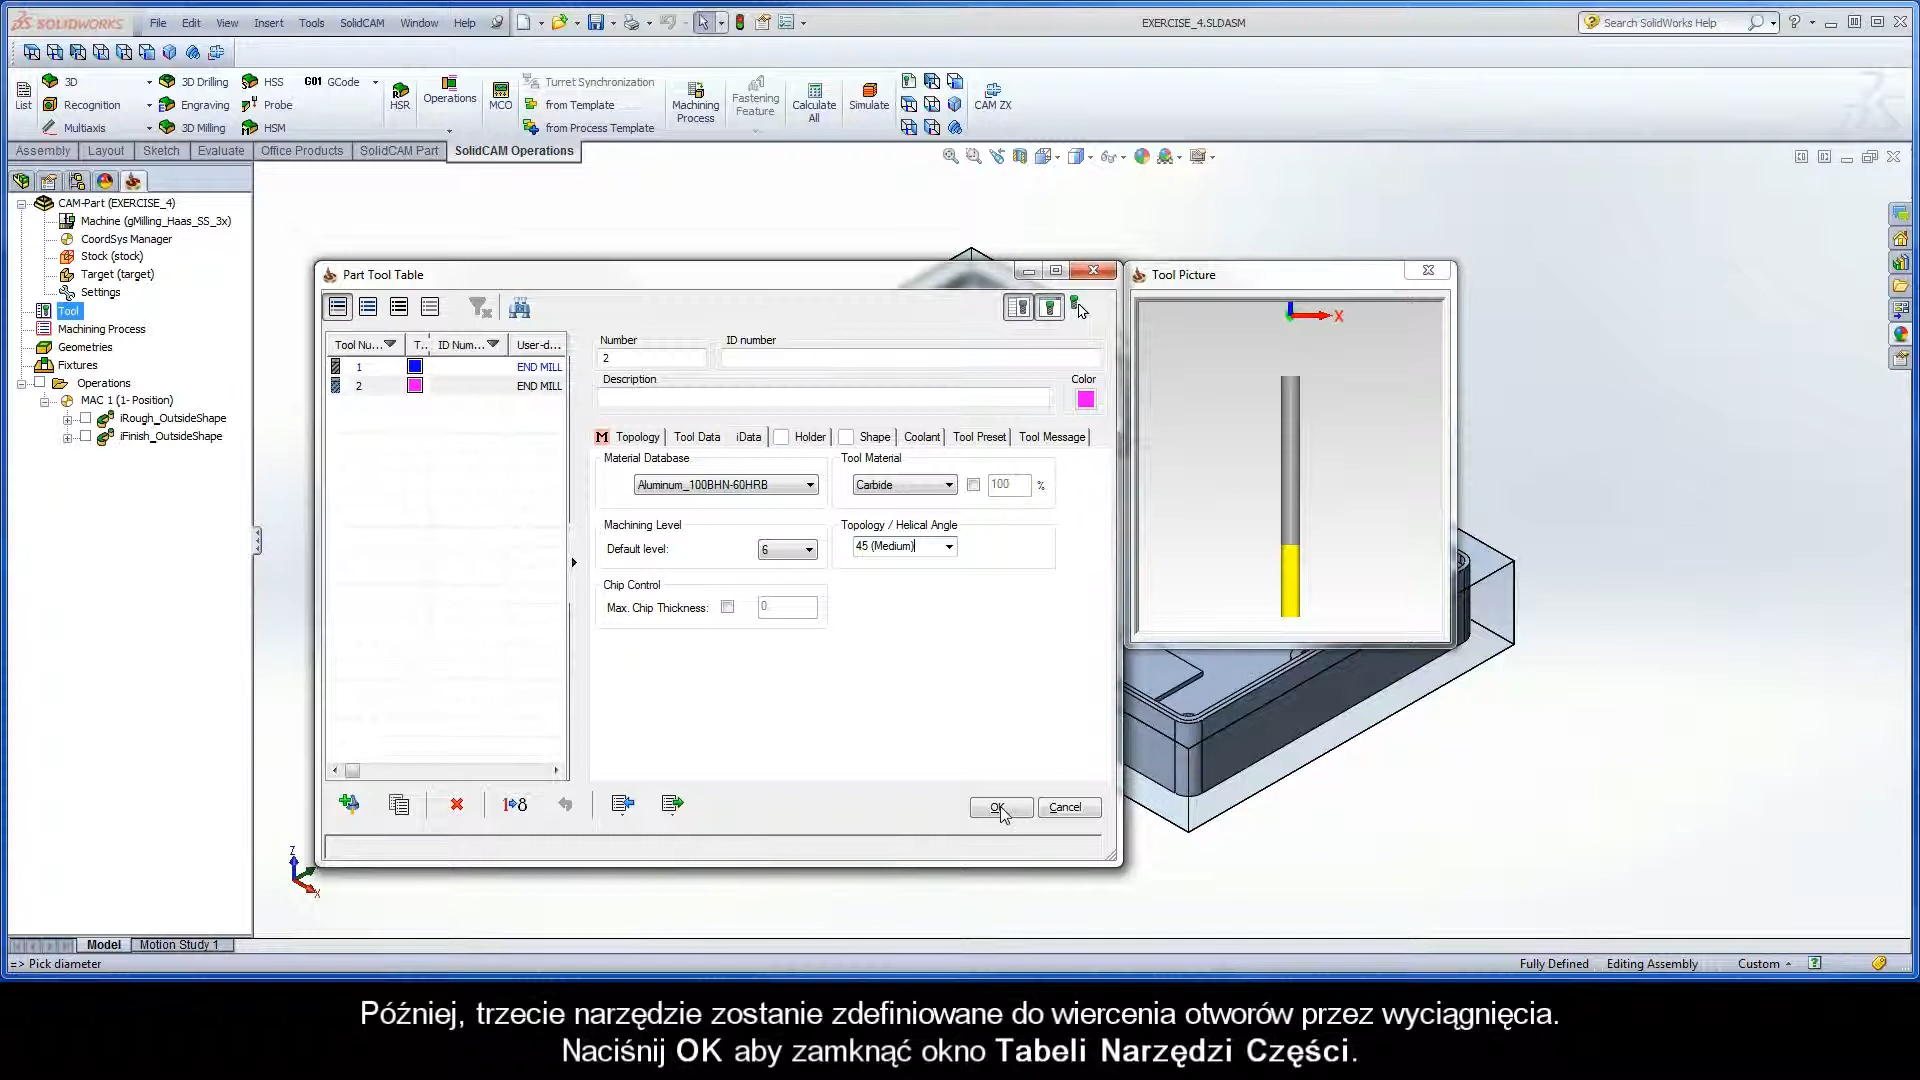 SOLIDWORKS
File Edit View Insert Tools SolidCAM Window Help
EXERCISE_4.SLDASM
Search SolidWorks Help
3D
3D Drilling
HSS
G01 GCode
Turret Synchronization
List
Recognition
Engraving
Probe
HSR
Operations
MCO
from Template
Machining Process
Fastening Feature
Calculate All
Simulate
CAM ZX
Multiaxis
3D Milling
HSM
from Process Template
Assembly Layout Sketch Evaluate Office Products SolidCAM Part SolidCAM Operations
CAM-Part (EXERCISE_4)
Machine (gMilling_Haas_SS_3x)
CoordSys Manager
Stock (stock)
Target (target)
Settings
Tool
Machining Process
Geometries
Fixtures
Operations
MAC 1 (1- Position)
iRough_OutsideShape
iFinish_OutsideShape
Part Tool Table
Tool Nu... T.. ID Num... User-d...
1 END MILL
2 END MILL
Number
2
ID number
Description
Color
M Topology Tool Data iData Holder Shape Coolant Tool Preset Tool Message
Material Database
Aluminum_100BHN-60HRB
Tool Material
Carbide
100 %
Machining Level
Default level: 6
Topology / Helical Angle
45 (Medium)
Chip Control
Max. Chip Thickness: 0
1 8
OK Cancel
Tool Picture
X
Z
X
Model Motion Study 1
=> Pick diameter
Fully Defined Editing Assembly Custom
Później, trzecie narzędzie zostanie zdefiniowane do wiercenia otworów przez wyciągnięcia.
Naciśnij OK aby zamknąć okno Tabeli Narzędzi Części.